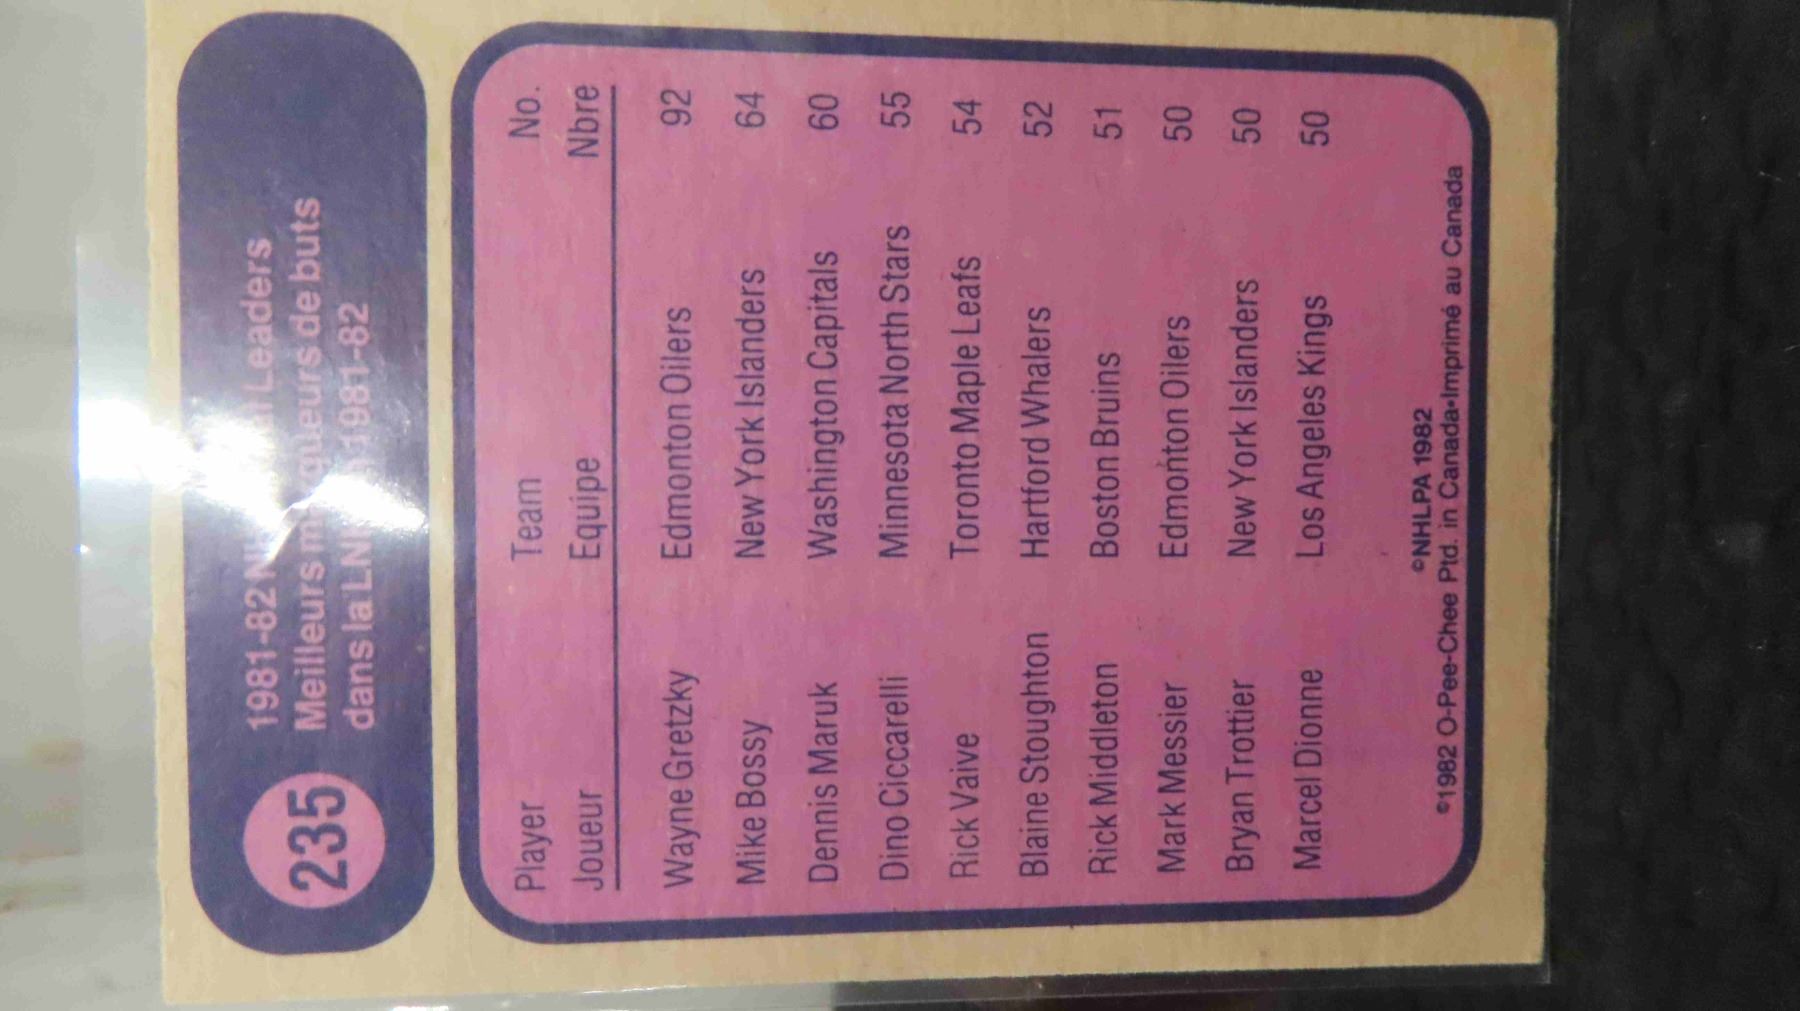 235
1981-82 Leaders
Meilleurs de buts
dans la LNH 1981-82
Player Team No.
Joueur Equipe Nbre
Wayne Gretzky Edmonton Oilers 92
Mike Bossy New York Islanders 64
Dennis Maruk Washington Capitals 60
Dino Ciccarelli Minnesota North Stars 55
Rick Vaive Toronto Maple Leafs 54
Blaine Stoughton Hartford Whalers 52
Rick Middleton Boston Bruins 51
Mark Messier Edmonton Oilers 50
Bryan Trottier New York Islanders 50
Marcel Dionne Los Angeles Kings 50
©NHLPA 1982
©1982 O-Pee-Chee Ptd. in Canada•Imprimé au Canada